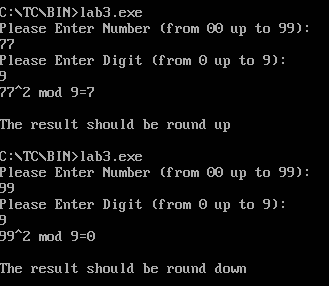 C:\TC\BIN>lab3.exe
Please Enter Number (from 00 up to 99):
77
Please Enter Digit (from 0 up to 9):
9
77^2 mod 9=7
The result should be round up
C:\TC\BIN>lab3.exe
Please Enter Number (from 00 up to 99):
99
Please Enter Digit (from 0 up to 9):
9
99^2 mod 9=0
The result should be round down